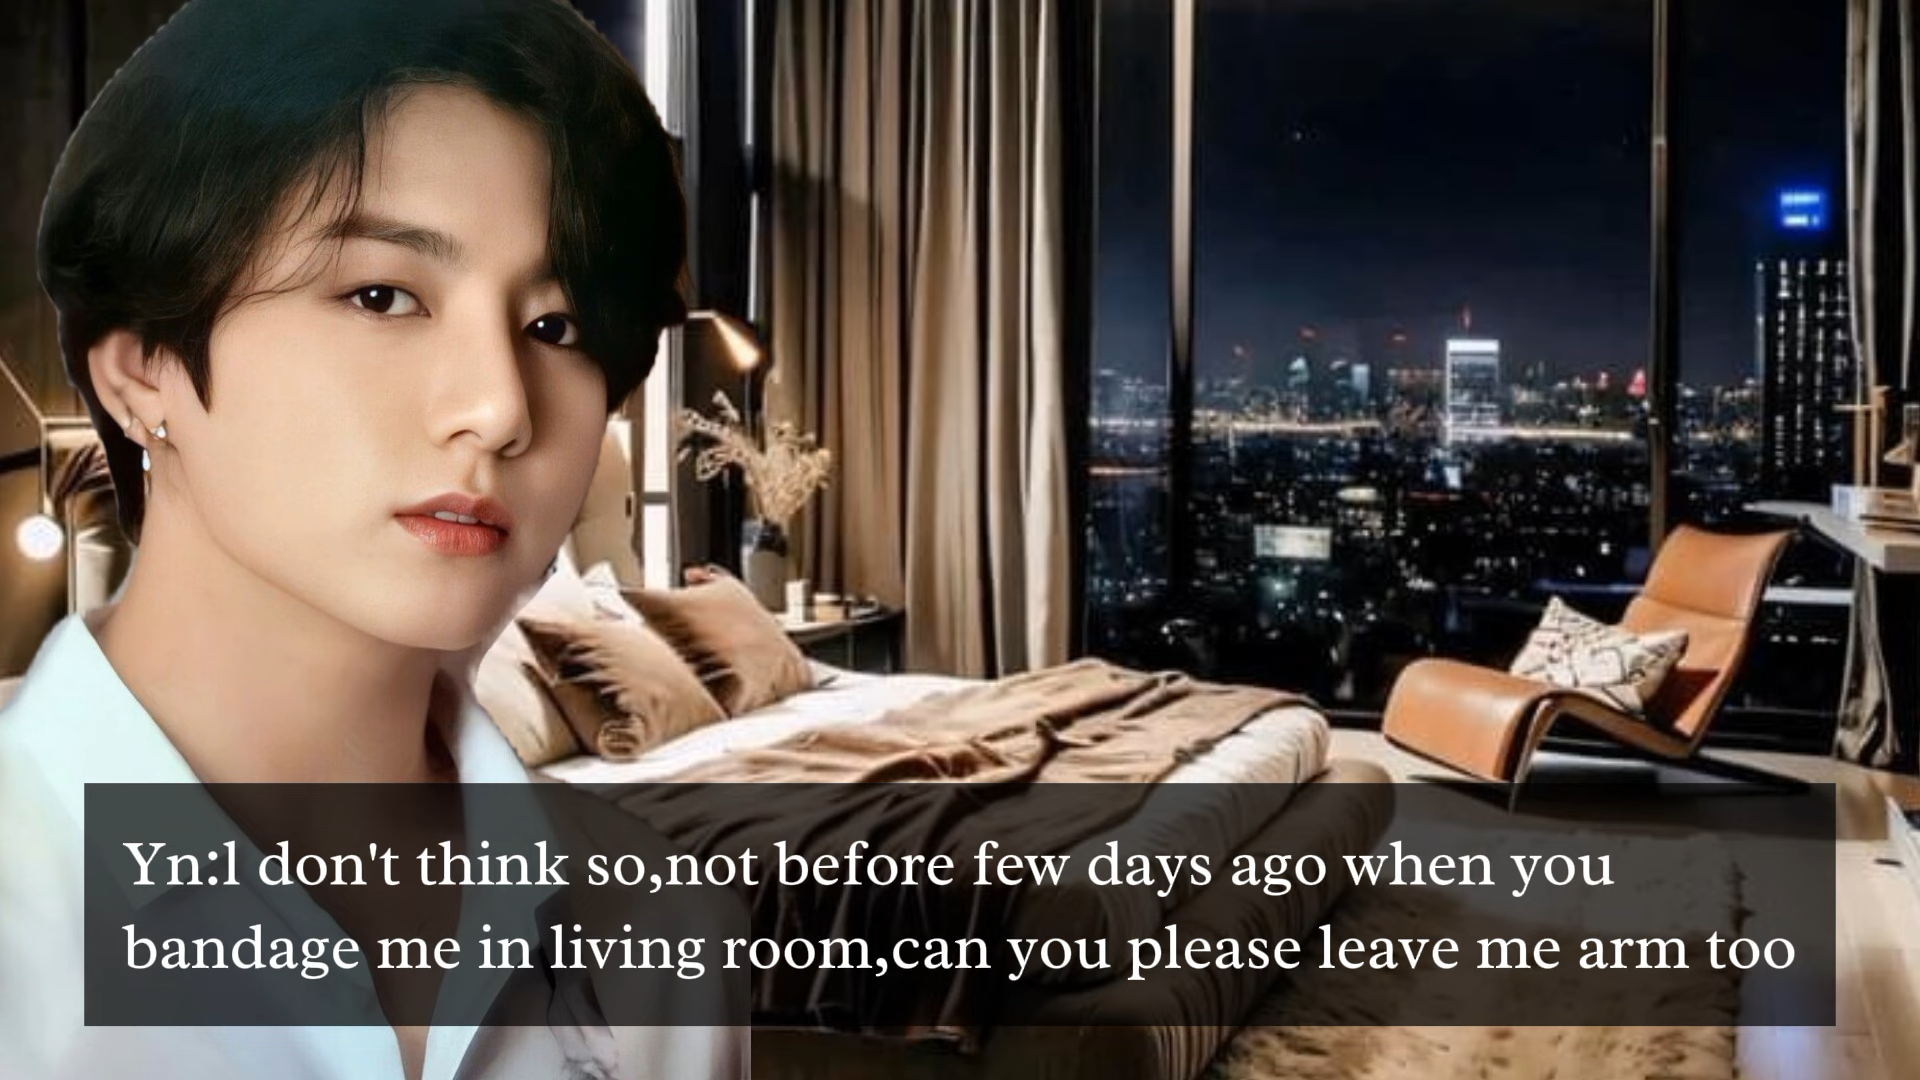 Yn:l don't think so,not before few days ago when you
bandage me in living room,can you please leave me arm too